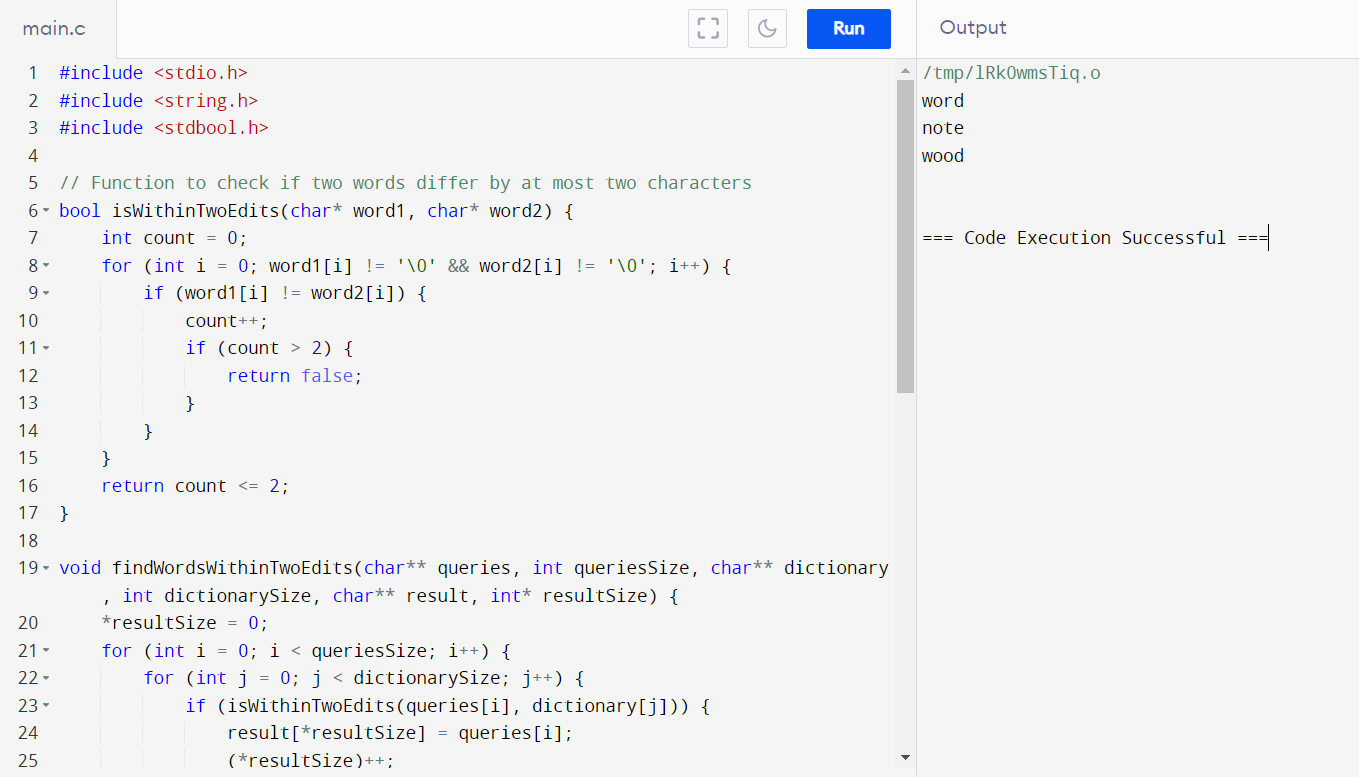 main.c
Run
Output
1 #include <stdio.h>
2 #include <string.h>
3 #include <stdbool.h>
4
5 // Function to check if two words differ by at most two characters
6 bool isWithinTwoEdits(char* word1, char* word2) {
7     int count = 0;
8     for (int i = 0; word1[i] != '\0' && word2[i] != '\0'; i++) {
9         if (word1[i] != word2[i]) {
10             count++;
11             if (count > 2) {
12                 return false;
13             }
14         }
15     }
16     return count <= 2;
17 }
18
19 void findWordsWithinTwoEdits(char** queries, int queriesSize, char** dictionary
, int dictionarySize, char** result, int* resultSize) {
20     *resultSize = 0;
21     for (int i = 0; i < queriesSize; i++) {
22         for (int j = 0; j < dictionarySize; j++) {
23             if (isWithinTwoEdits(queries[i], dictionary[j])) {
24                 result[*resultSize] = queries[i];
25                 (*resultSize)++;
/tmp/lRkOwmsTiq.o
word
note
wood
=== Code Execution Successful ===